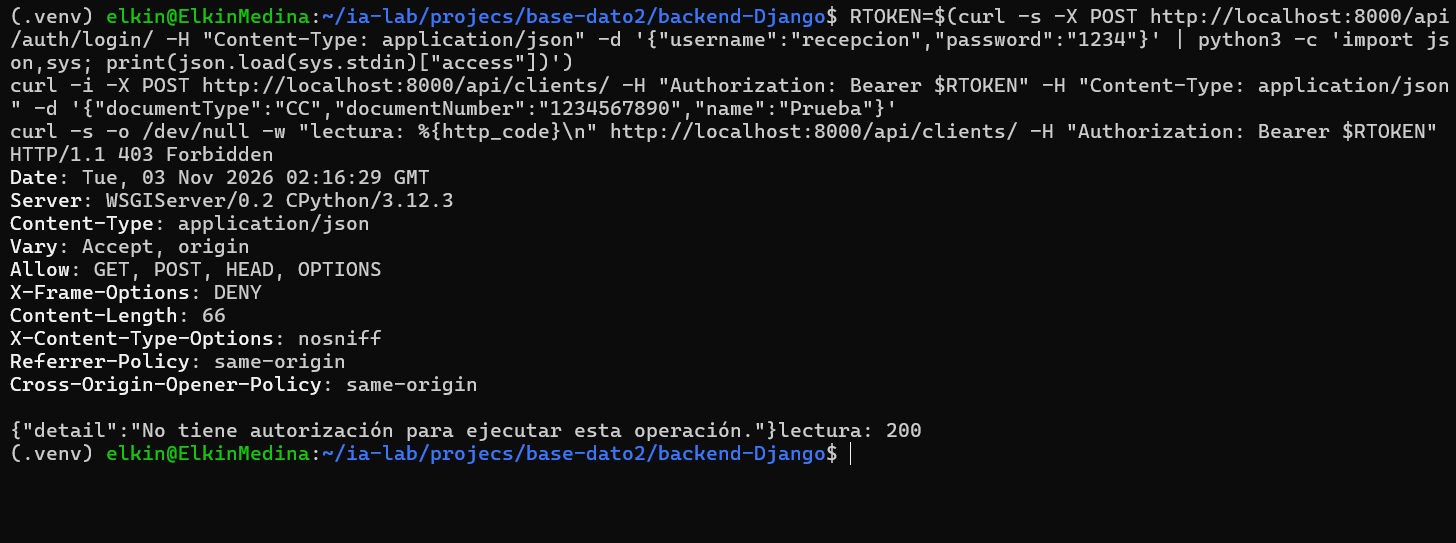 (.venv) elkin@ElkinMedina:~/ia-lab/projecs/base-dato2/backend-Django$ RTOKEN=$(curl -s -X POST http://localhost:8000/api
/auth/login/ -H "Content-Type: application/json" -d '{"username":"recepcion","password":"1234"}' | python3 -c 'import js
on,sys; print(json.load(sys.stdin)["access"])')
curl -i -X POST http://localhost:8000/api/clients/ -H "Authorization: Bearer $RTOKEN" -H "Content-Type: application/json
" -d '{"documentType":"CC","documentNumber":"1234567890","name":"Prueba"}'
curl -s -o /dev/null -w "lectura: %{http_code}\n" http://localhost:8000/api/clients/ -H "Authorization: Bearer $RTOKEN"
HTTP/1.1 403 Forbidden
Date: Tue, 03 Nov 2026 02:16:29 GMT
Server: WSGIServer/0.2 CPython/3.12.3
Content-Type: application/json
Vary: Accept, origin
Allow: GET, POST, HEAD, OPTIONS
X-Frame-Options: DENY
Content-Length: 66
X-Content-Type-Options: nosniff
Referrer-Policy: same-origin
Cross-Origin-Opener-Policy: same-origin

{"detail":"No tiene autorización para ejecutar esta operación."}lectura: 200
(.venv) elkin@ElkinMedina:~/ia-lab/projecs/base-dato2/backend-Django$